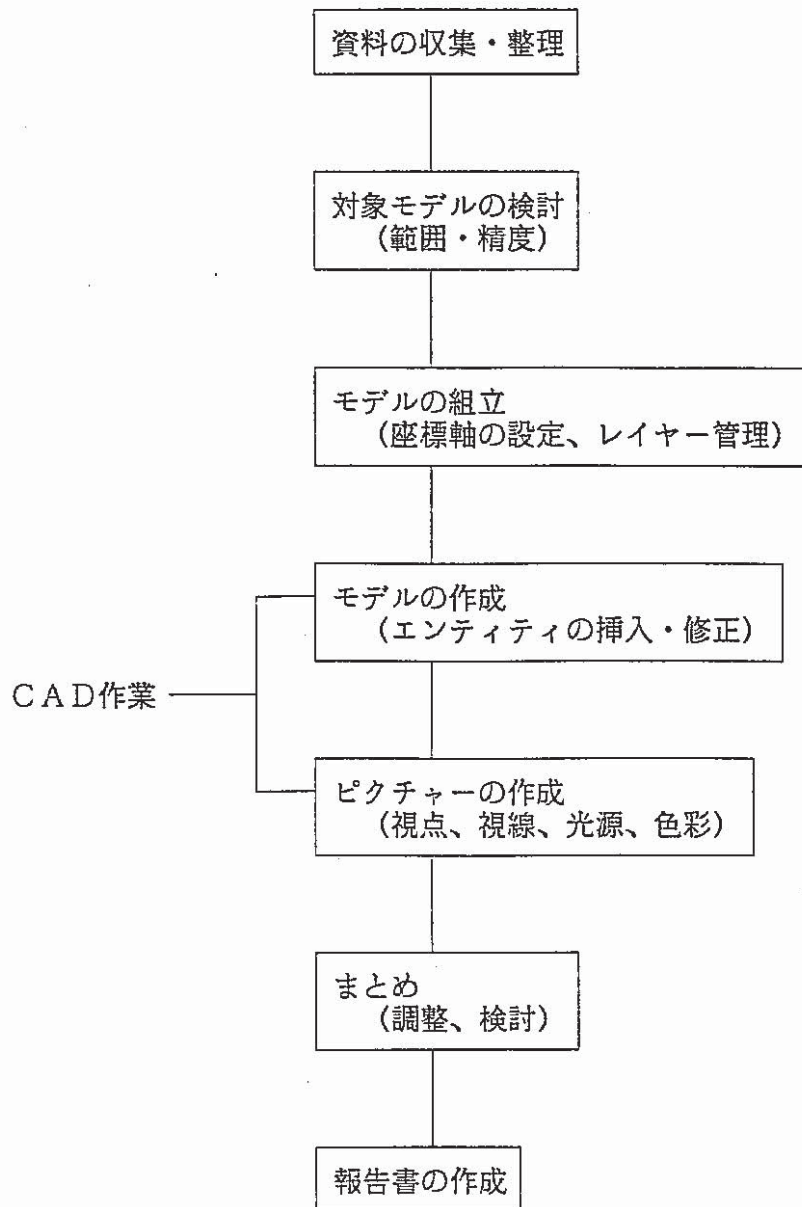 資料の収集・整理
対象モデルの検討
(範囲・精度)
モデルの組立
(座標軸の設定、レイヤー管理)
モデルの作成
(エンティティの挿入・修正)
CAD作業
ピクチャーの作成
(視点、視線、光源、色彩)
まとめ
(調整、検討)
報告書の作成